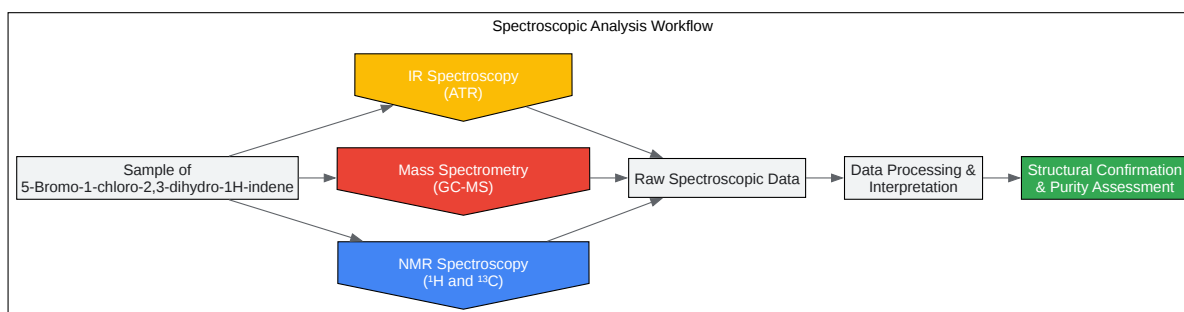 Spectroscopic Analysis Workflow
IR Spectroscopy
(ATR)
Sample of
5-Bromo-1-chloro-2,3-dihydro-1H-indene
Mass Spectrometry
(GC-MS)
NMR Spectroscopy
(¹H and ¹³C)
Raw Spectroscopic Data
Data Processing &
Interpretation
Structural Confirmation
& Purity Assessment